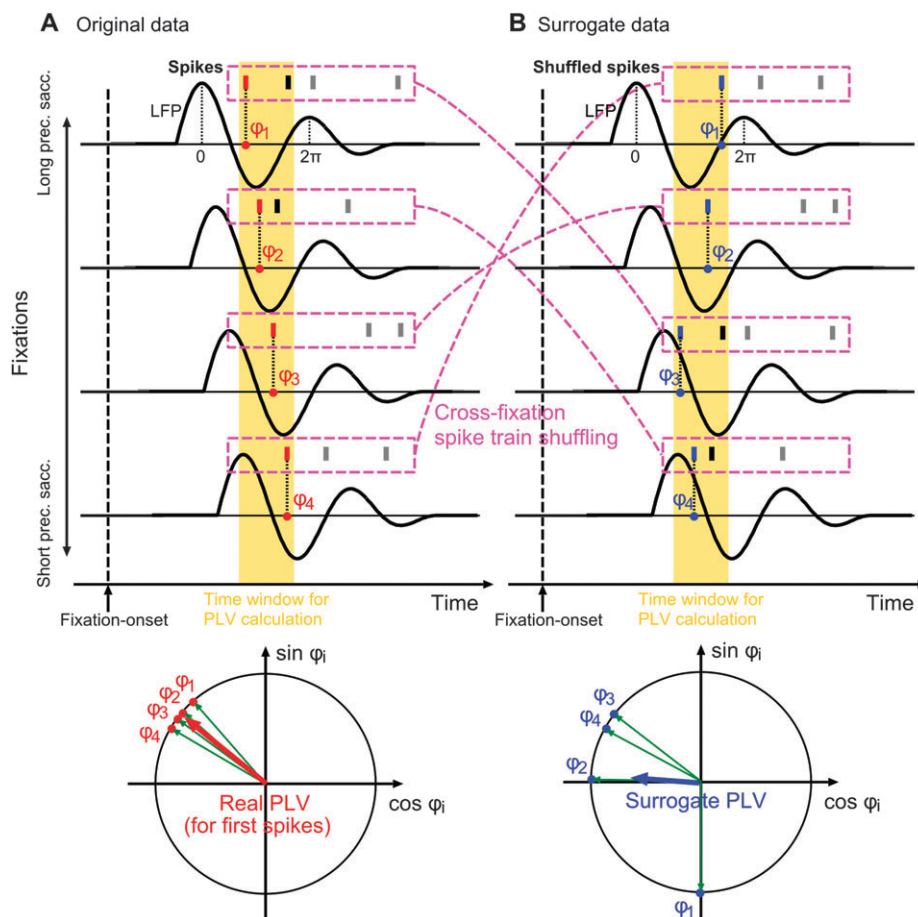 A Original data
Long prec. sacc.
Fixations
Short prec. sacc.
Spikes
LFP
φ1
0
2π
φ2
φ3
φ4
Cross-fixation
spike train shuffling
Fixation-onset
Time window for
PLV calculation
Time
B Surrogate data
Shuffled spikes
LFP
φ1
0
2π
φ2
φ3
φ4
Fixation-onset
Time window for
PLV calculation
Time
sin φi
φ1
φ2
φ3
φ4
cos φi
Real PLV
(for first spikes)
sin φi
φ3
φ4
φ2
cos φi
Surrogate PLV
φ1